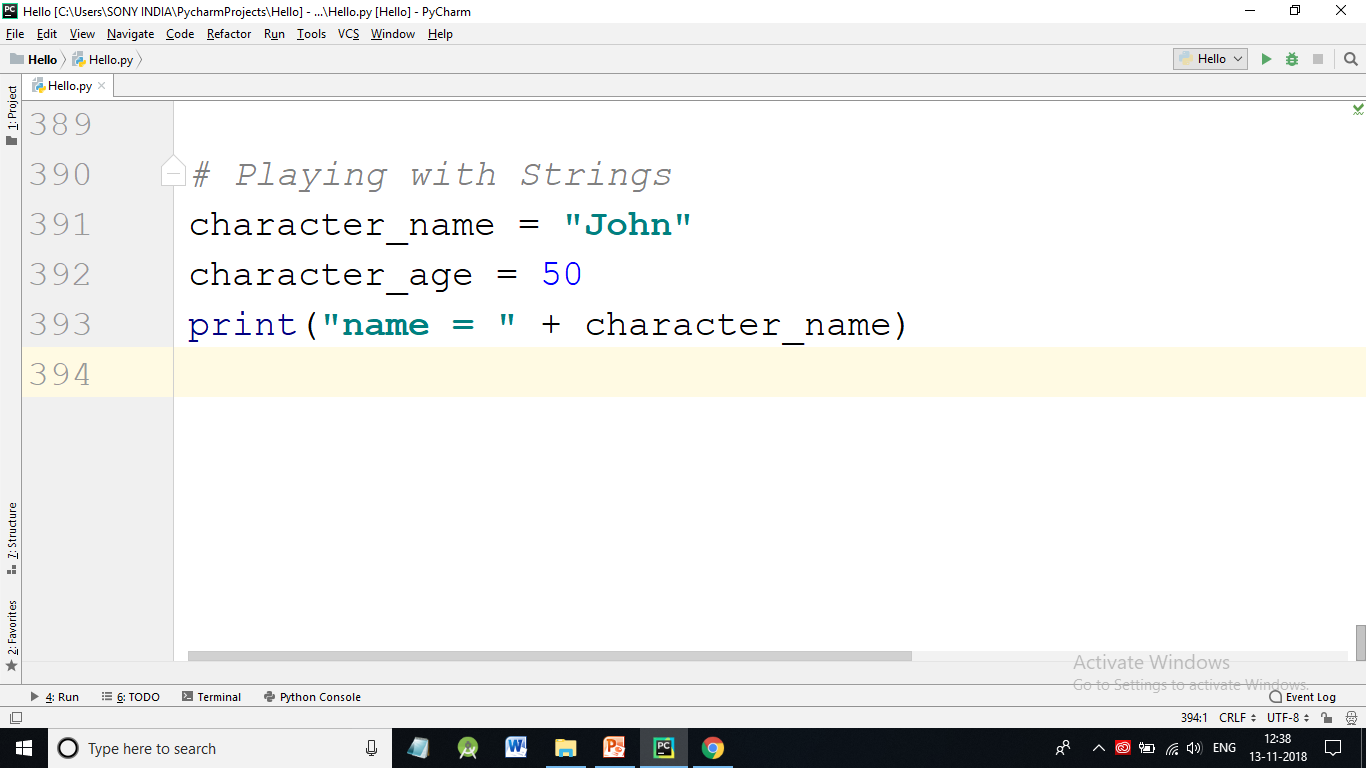 Hello [C:\Users\SONY INDIA\PycharmProjects\Hello] - ...\Hello.py [Hello] - PyCharm
File Edit View Navigate Code Refactor Run Tools VCS Window Help
Hello Hello.py Hello
1: Project
Hello.py
389
390 # Playing with Strings
391 character_name = "John"
392 character_age = 50
393 print("name = " + character_name)
394
7: Structure
2: Favorites
Activate Windows
Go to Settings to activate Windows.
4: Run 6: TODO Terminal Python Console Event Log
394:1 CRLF UTF-8
Type here to search
ENG
12:38
13-11-2018